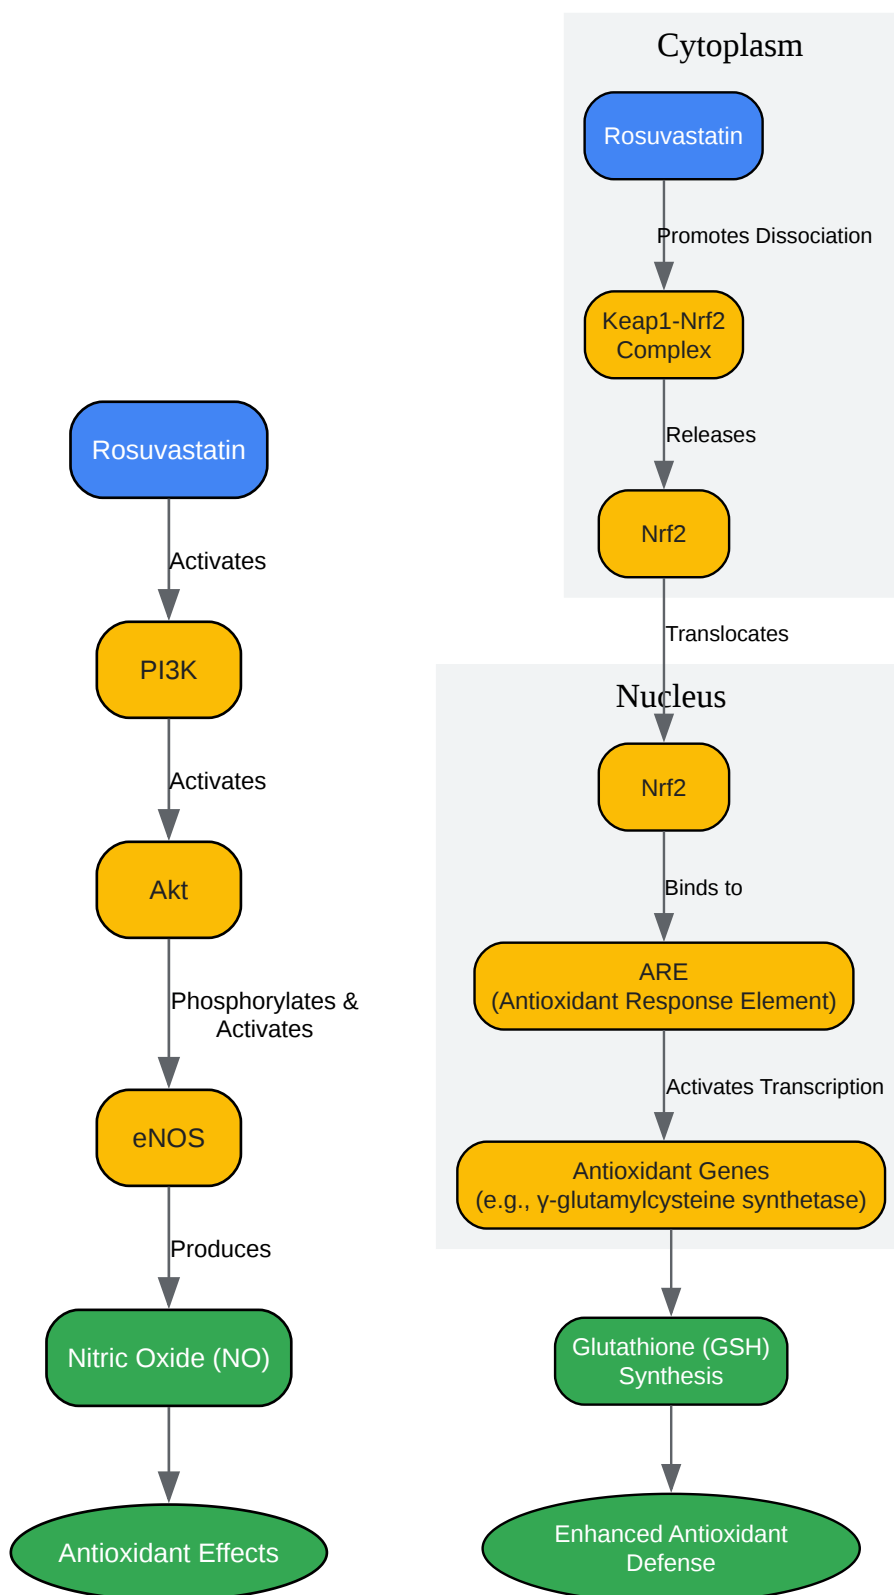 Rosuvastatin
Activates
PI3K
Activates
Akt
Phosphorylates &
Activates
eNOS
Produces
Nitric Oxide (NO)
Antioxidant Effects
Cytoplasm
Rosuvastatin
Promotes Dissociation
Keap1-Nrf2
Complex
Releases
Nrf2
Translocates
Nucleus
Nrf2
Binds to
ARE
(Antioxidant Response Element)
Activates Transcription
Antioxidant Genes
(e.g., γ-glutamylcysteine synthetase)
Glutathione (GSH)
Synthesis
Enhanced Antioxidant
Defense